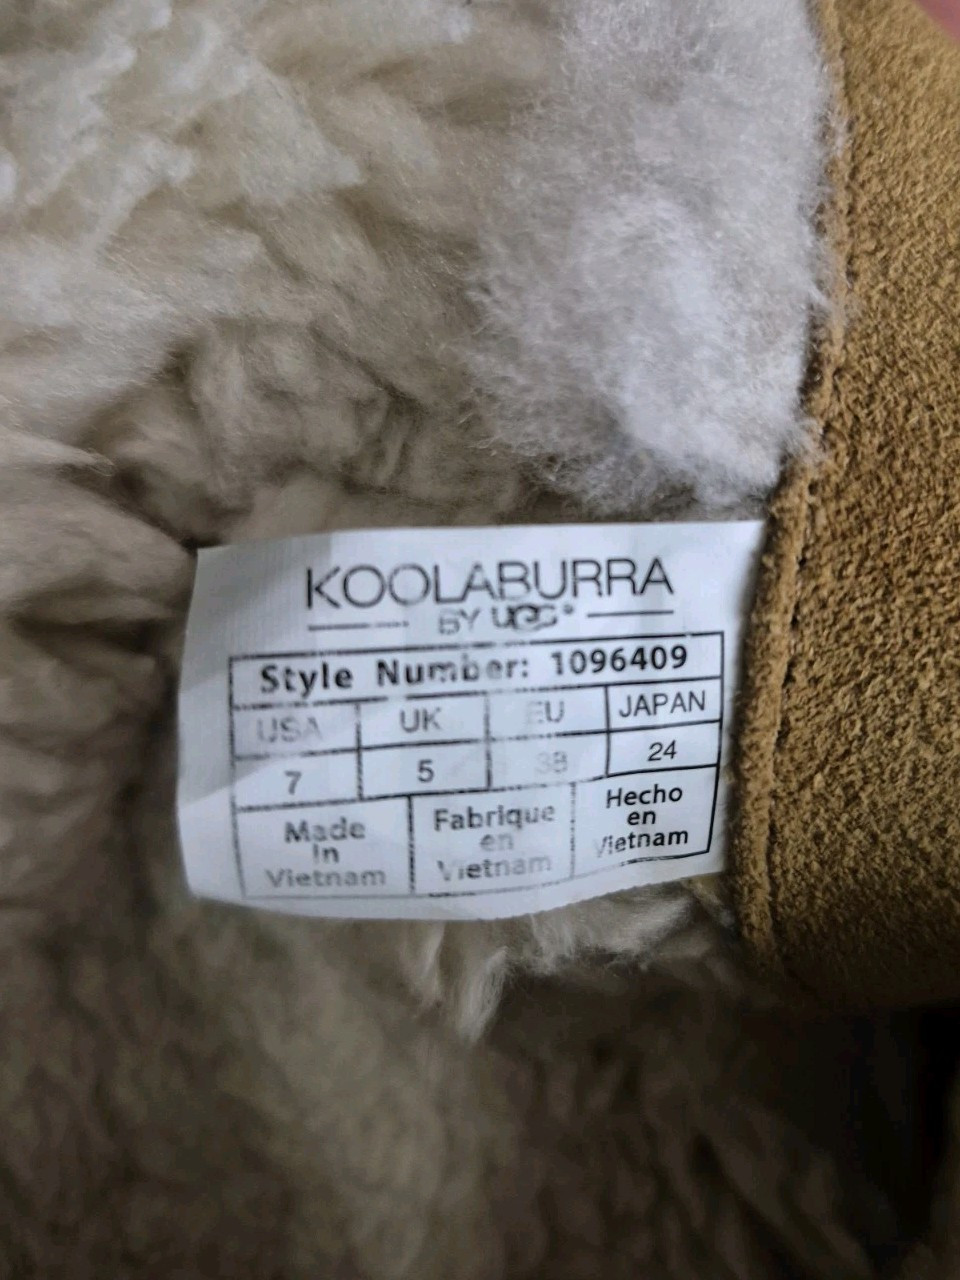 KOOLABURRA
BY UGG®
Style Number: 1096409
USA UK EU JAPAN
7 5 38 24
Made in Vietnam
Fabrique en Vietnam
Hecho en Vietnam